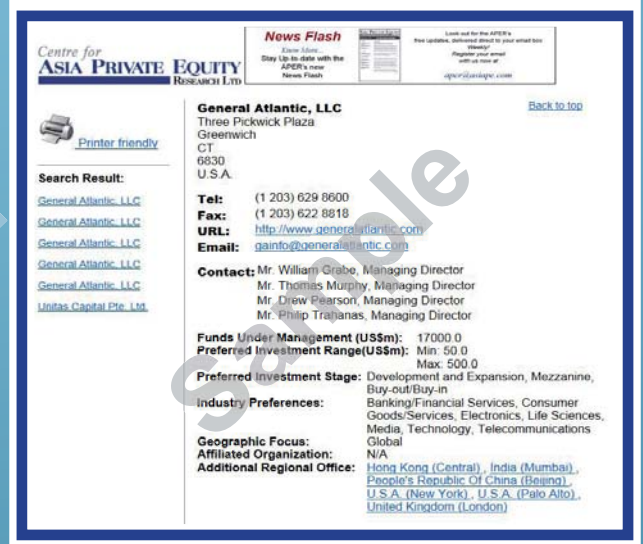 Centre for
ASIA PRIVATE EQUITY
RESEARCH LTD
News Flash
Know More...
Stay Up-to date with the
APER's new
News Flash
Look out for the APER's
free updates, delivered direct to your email box
Weekly!
Register your email
with us now at
aper@asiape.com
Back to top
Printer friendly
Search Result:
General Atlantic, LLC
General Atlantic, LLC
General Atlantic, LLC
General Atlantic, LLC
General Atlantic, LLC
Unitas Capital Pte. Ltd.
General Atlantic, LLC
Three Pickwick Plaza
Greenwich
CT
6830
U.S.A.
Tel: (1 203) 629 8600
Fax: (1 203) 622 8818
URL: http://www.generalatlantic.com
Email: gainfo@generalatlantic.com
Contact: Mr. William Grabe, Managing Director
Mr. Thomas Murphy, Managing Director
Mr. Drew Pearson, Managing Director
Mr. Philip Trahanas, Managing Director
Funds Under Management (US$m): 17000.0
Preferred Investment Range(US$m): Min: 50.0
Max: 500.0
Preferred Investment Stage: Development and Expansion, Mezzanine,
Buy-out/Buy-in
Industry Preferences: Banking/Financial Services, Consumer
Goods/Services, Electronics, Life Sciences,
Media, Technology, Telecommunications
Geographic Focus: Global
Affiliated Organization: N/A
Additional Regional Office: Hong Kong (Central) , India (Mumbai) ,
People's Republic Of China (Beijing) ,
U.S.A. (New York) , U.S.A. (Palo Alto) ,
United Kingdom (London)
Sample